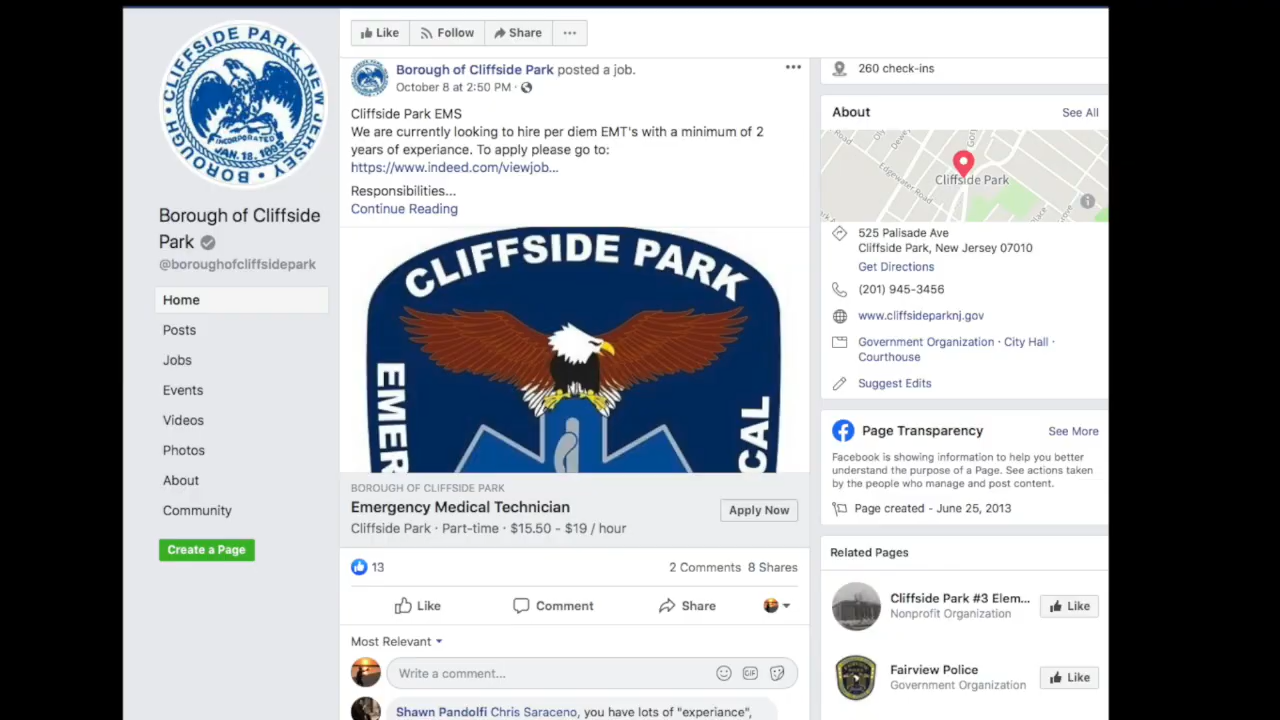 BOROUGH OF CLIFFSIDE PARK, NEW JERSEY
INCORPORATED
JAN. 18, 1895
Borough of Cliffside
Park
@boroughofcliffsidepark
Home
Posts
Jobs
Events
Videos
Photos
About
Community
Create a Page
Like Follow Share ...
Borough of Cliffside Park posted a job.
October 8 at 2:50 PM ·
Cliffside Park EMS
We are currently looking to hire per diem EMT's with a minimum of 2
years of experiance. To apply please go to:
https://www.indeed.com/viewjob...
Responsibilities...
Continue Reading
CLIFFSIDE PARK
EMER
CAL
BOROUGH OF CLIFFSIDE PARK
Emergency Medical Technician
Cliffside Park · Part-time · $15.50 - $19 / hour
Apply Now
13
2 Comments 8 Shares
Like Comment Share
Most Relevant
Write a comment...
GIF
Shawn Pandolfi Chris Saraceno, you have lots of "experiance",
260 check-ins
About See All
Edgewater Road
Cliffside Park
525 Palisade Ave
Cliffside Park, New Jersey 07010
Get Directions
(201) 945-3456
www.cliffsideparknj.gov
Government Organization · City Hall ·
Courthouse
Suggest Edits
Page Transparency See More
Facebook is showing information to help you better
understand the purpose of a Page. See actions taken
by the people who manage and post content.
Page created - June 25, 2013
Related Pages
Cliffside Park #3 Elem...
Nonprofit Organization
Like
Fairview Police
Government Organization
Like